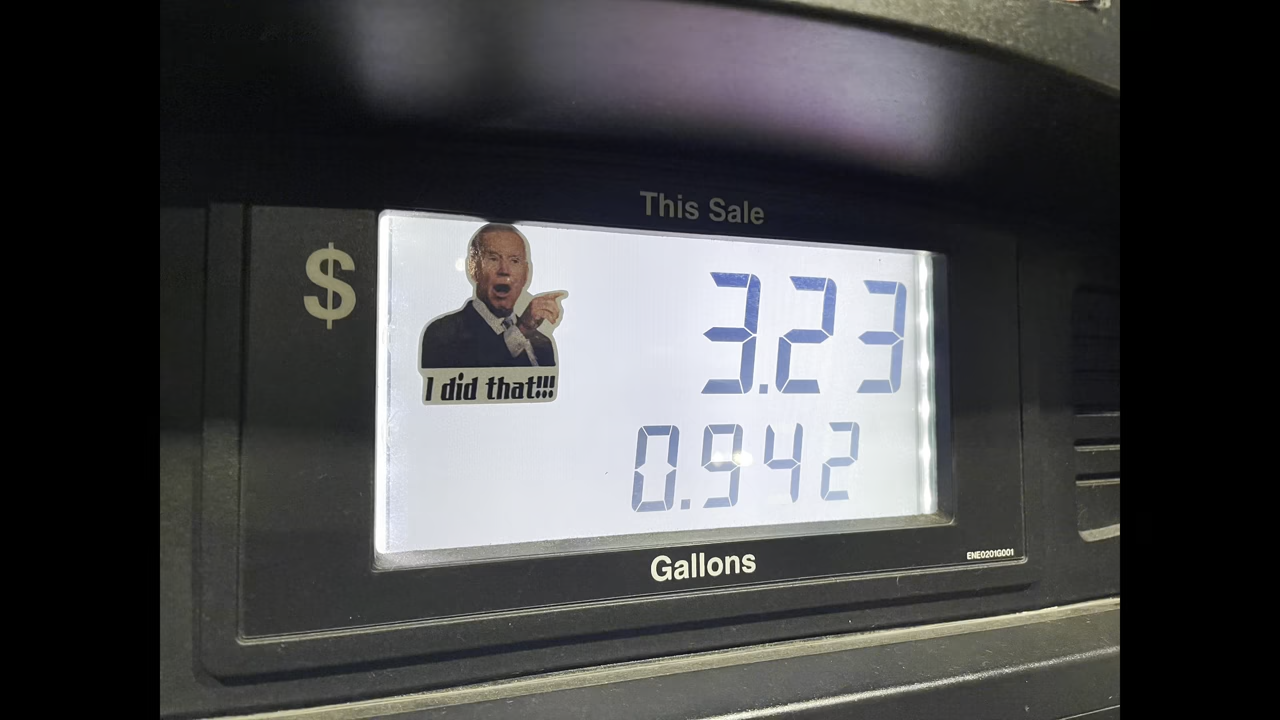 This Sale
$
3.23
I did that!!!
0.942
Gallons
ENE0201G001